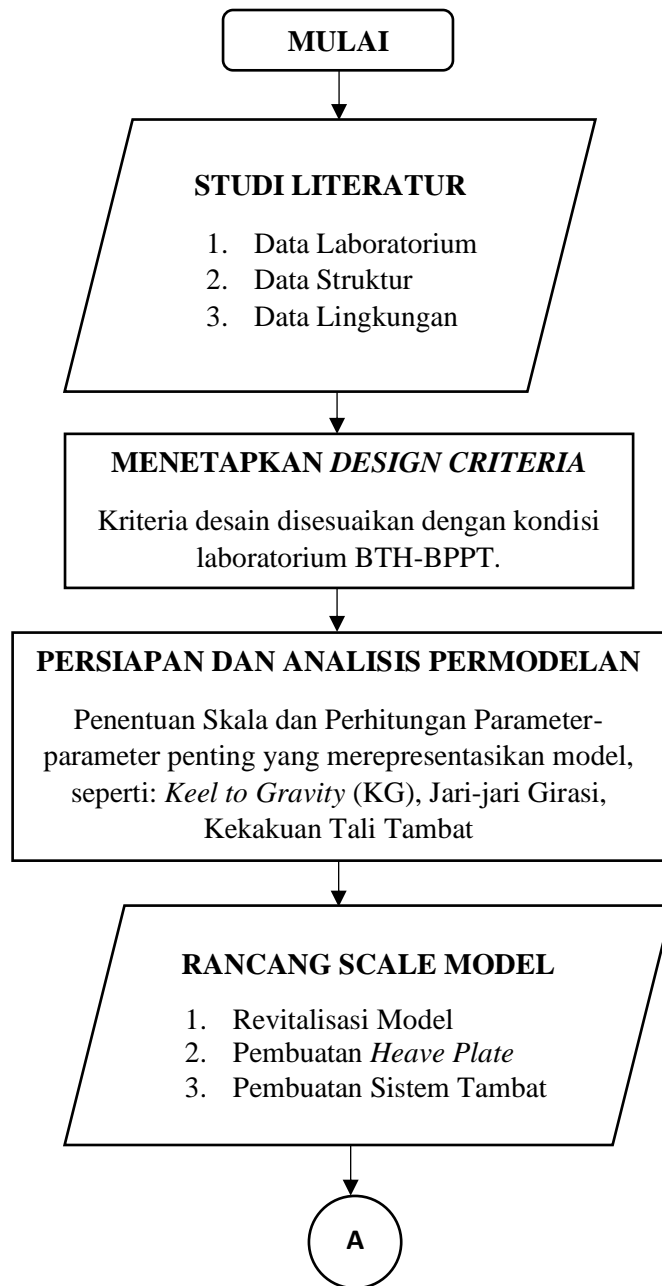 MULAI
STUDI LITERATUR
1. Data Laboratorium
2. Data Struktur
3. Data Lingkungan
MENETAPKAN DESIGN CRITERIA
Kriteria desain disesuaikan dengan kondisi
laboratorium BTH-BPPT.
PERSIAPAN DAN ANALISIS PERMODELAN
Penentuan Skala dan Perhitungan Parameter-
parameter penting yang merepresentasikan model,
seperti: Keel to Gravity (KG), Jari-jari Girasi,
Kekakuan Tali Tambat
RANCANG SCALE MODEL
1. Revitalisasi Model
2. Pembuatan Heave Plate
3. Pembuatan Sistem Tambat
A